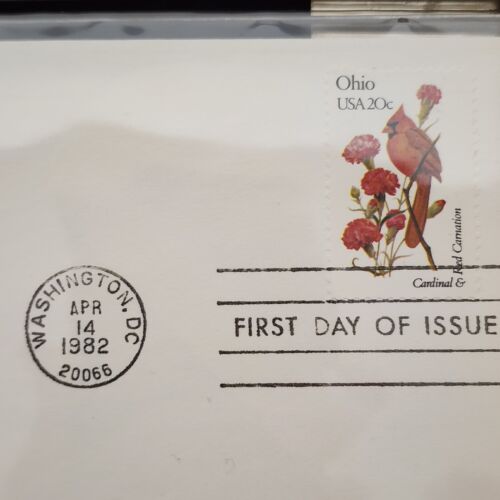 Ohio
USA 20c
Cardinal & Red Carnation
WASHINGTON, DC
APR
14
1982
20066
FIRST DAY OF ISSUE